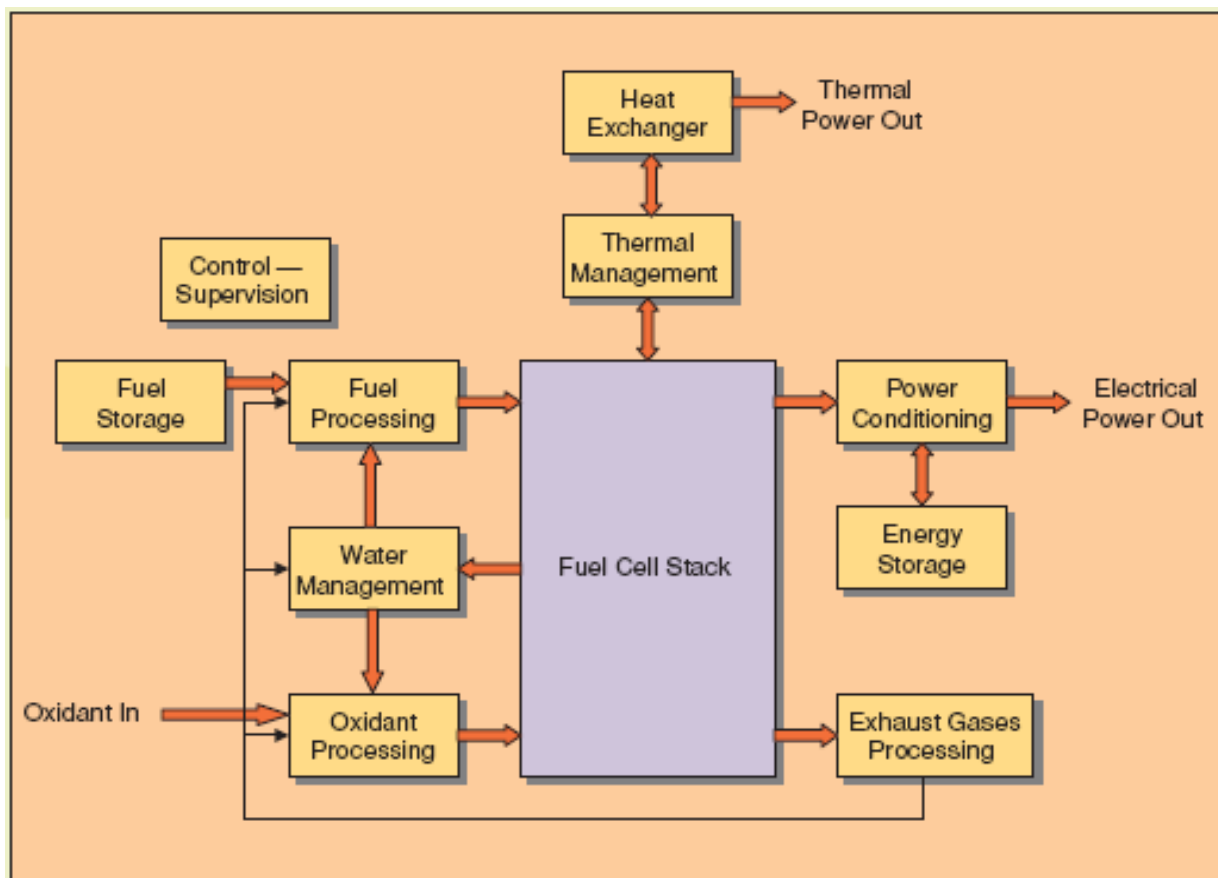 Heat
Exchanger
Thermal
Power Out
Thermal
Management
Control —
Supervision
Fuel
Storage
Fuel
Processing
Power
Conditioning
Electrical
Power Out
Water
Management
Fuel Cell Stack
Energy
Storage
Oxidant In
Oxidant
Processing
Exhaust Gases
Processing